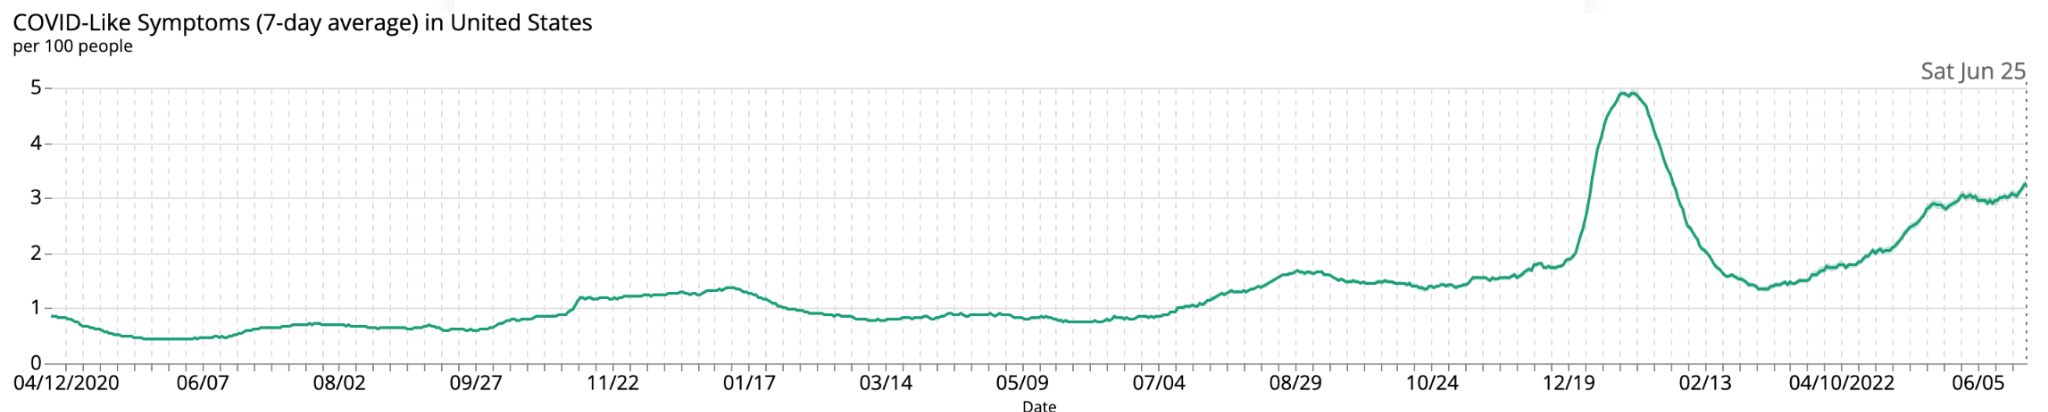 COVID-Like Symptoms (7-day average) in United States
per 100 people
Sat Jun 25
5
4
3
2
1
0
04/12/2020 06/07 08/02 09/27 11/22 01/17 03/14 05/09 07/04 08/29 10/24 12/19 02/13 04/10/2022 06/05
Date